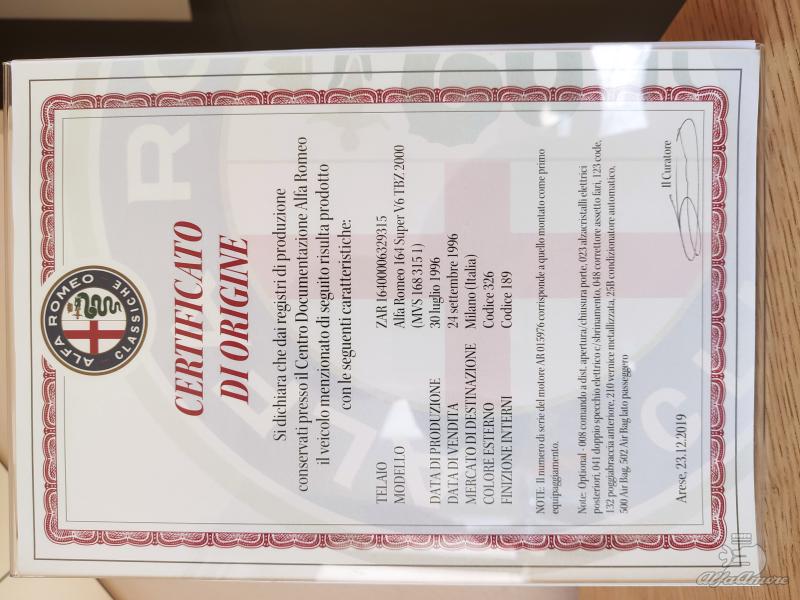 ALFA ROMEO
CLASSICHE
CERTIFICATO
DI ORIGINE
Si dichiara che dai registri di produzione
conservati presso il Centro Documentazione Alfa Romeo
il veicolo menzionato di seguito risulta prodotto
con le seguenti caratteristiche:
TELAIO ZAR 16400006329315
MODELLO Alfa Romeo 164 Super V6 TBZ 2000
(MVS 168 315 1)
DATA DI PRODUZIONE 30 luglio 1996
DATA DI VENDITA 24 settembre 1996
MERCATO DI DESTINAZIONE Milano (Italia)
COLORE ESTERNO Codice 326
FINIZIONE INTERNI Codice 189
NOTE: Il numero di serie del motore AR 015976 corrisponde a quello montato come primo
equipaggiamento.
Note: Optional - 008 comando a dist. apertura/chiusura porte, 023 alzacristalli elettrici
posteriori, 041 doppio specchio elettrico c/sbrinamento, 048 correttore assetto fari, 123 code,
132 poggiabraccia anteriore, 210 vernice metallizzata, 25B condizionatore automatico,
500 Air Bag, 502 Air Bag lato passeggero
Arese, 23.12.2019
Il Curatore
AlfaAmore